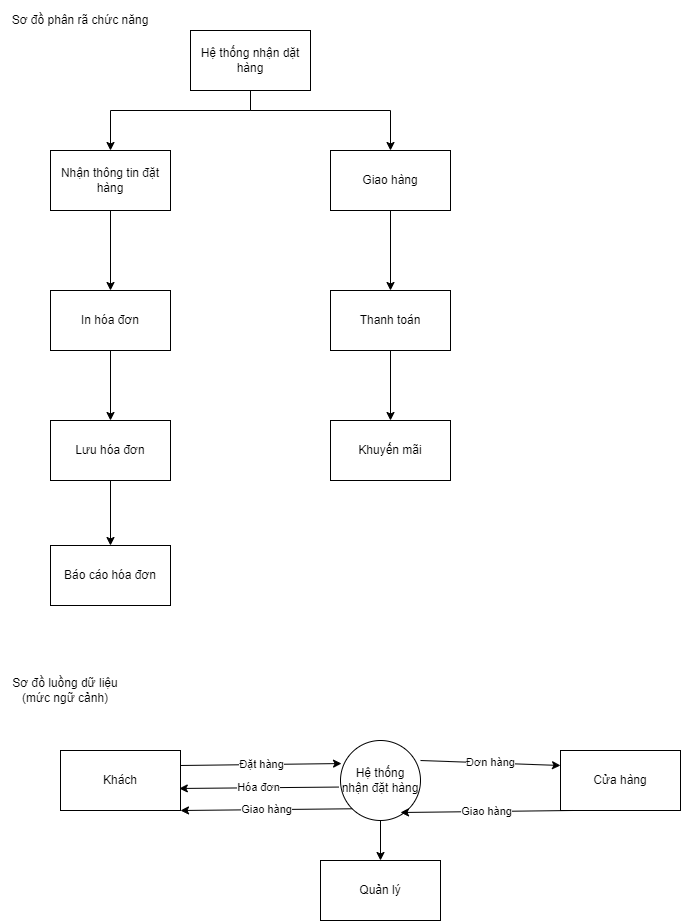 Sơ đồ phân rã chức năng
Hệ thống nhận dặt
hàng
Nhận thông tin đặt
hàng
Giao hàng
In hóa đơn
Thanh toán
Lưu hóa đơn
Khuyến mãi
Báo cáo hóa đơn
Sơ đồ luồng dữ liệu
(mức ngữ cảnh)
Khách
Đặt hàng
Hóa đơn
Giao hàng
Hệ thống
nhận đặt hàng
Đơn hàng
Giao hàng
Cửa hàng
Quản lý